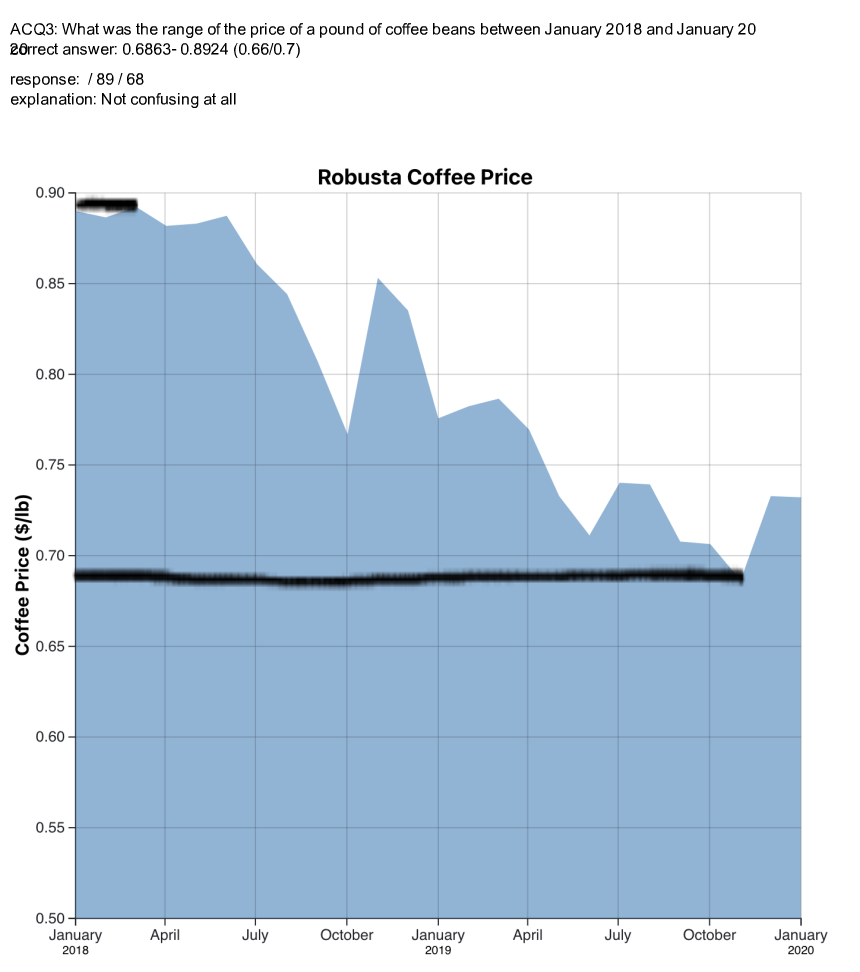 ACQ3: What was the range of the price of a pound of coffee beans between January 2018 and January 20
20
correct answer: 0.6863- 0.8924 (0.66/0.7)
response:  / 89 / 68
explanation: Not confusing at all
Robusta Coffee Price
0.90
0.85
0.80
0.75
0.70
0.65
0.60
0.55
0.50
Coffee Price ($/lb)
January April July October January April July October January
2018 2019 2020